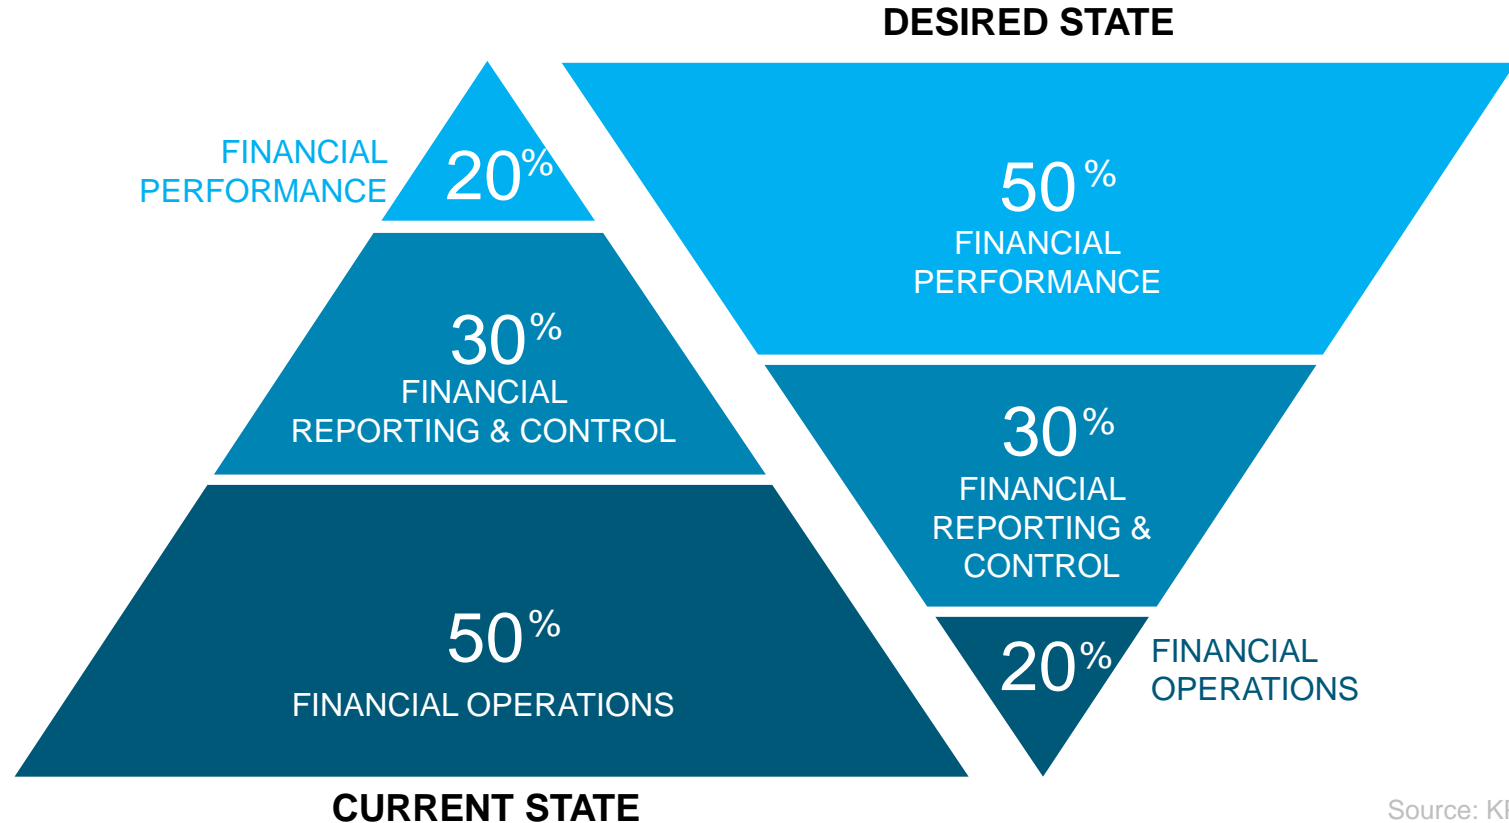 DESIRED STATE
FINANCIAL
PERFORMANCE
20%
30%
FINANCIAL
REPORTING & CONTROL
50%
FINANCIAL OPERATIONS
CURRENT STATE
50%
FINANCIAL
PERFORMANCE
30%
FINANCIAL
REPORTING &
CONTROL
20%
FINANCIAL
OPERATIONS
Source: